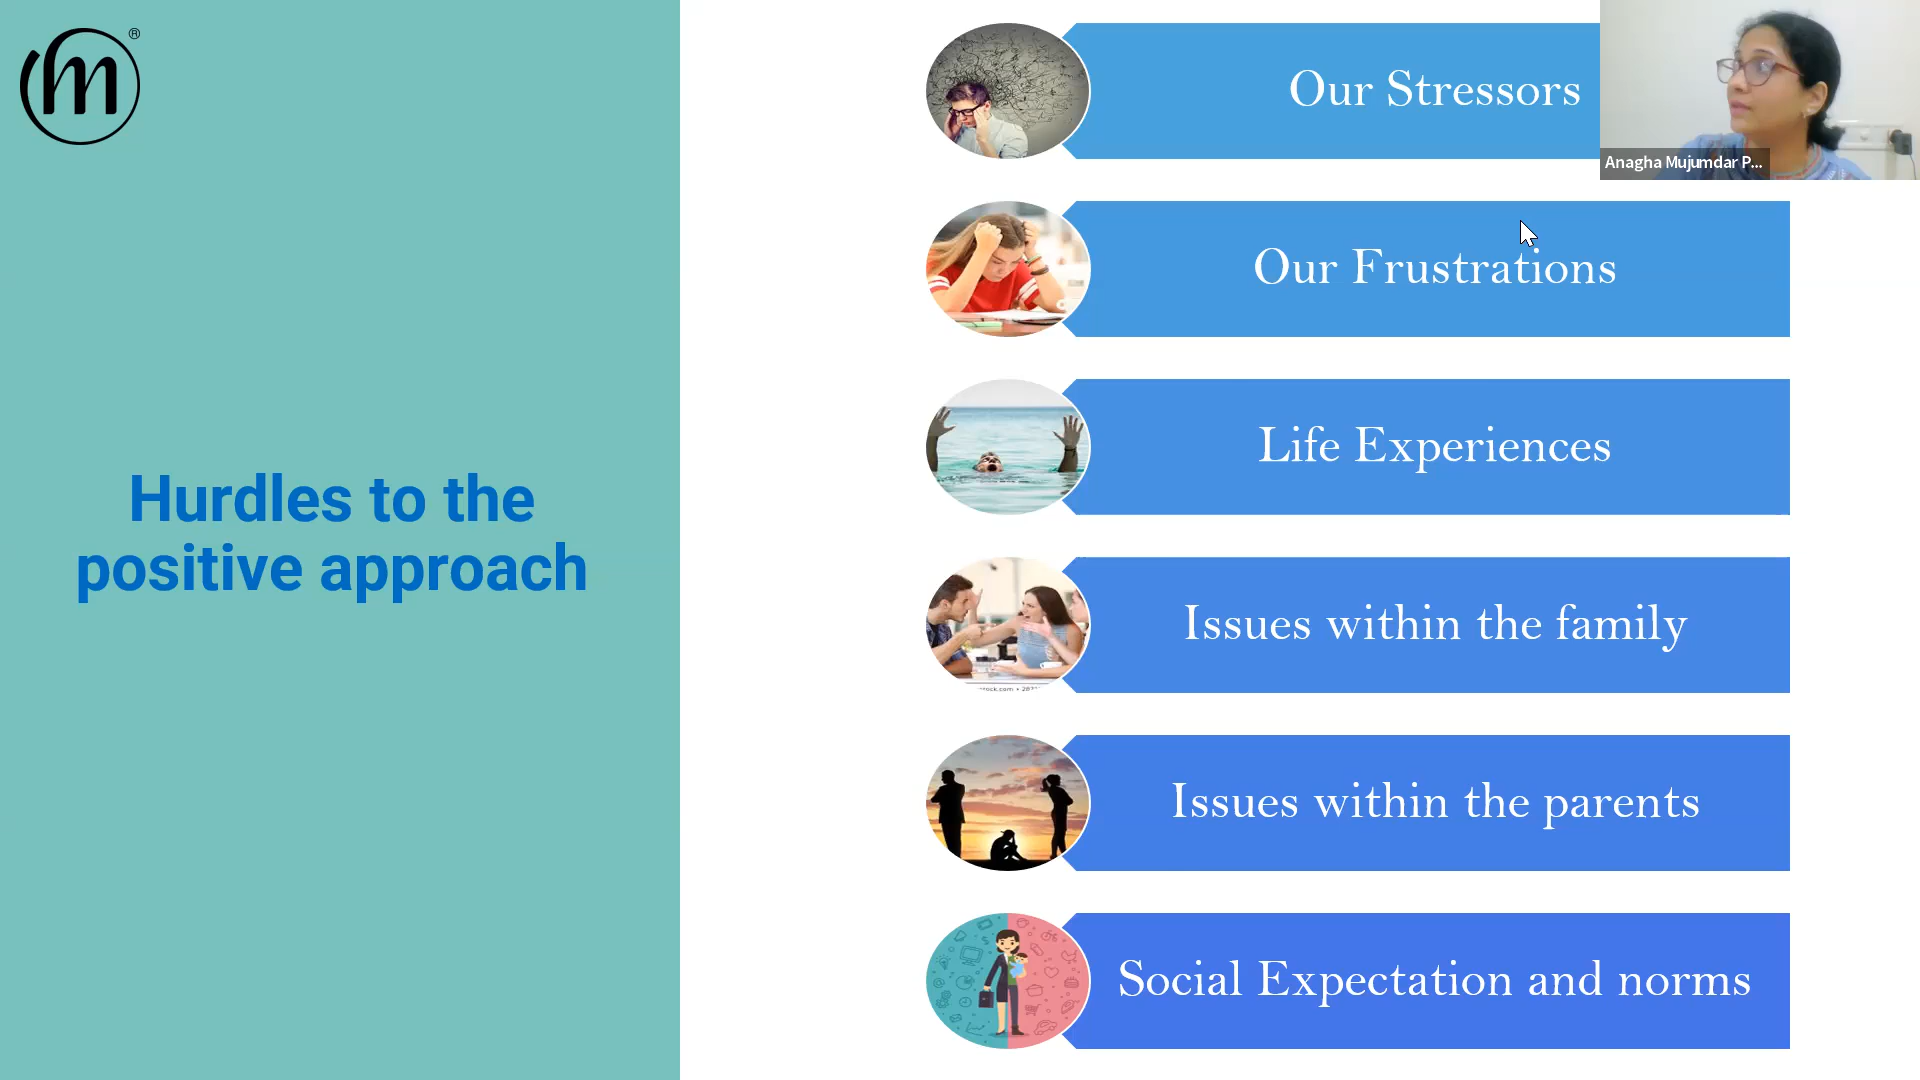 m
®
Hurdles to the
positive approach
Our Stressors
Our Frustrations
Life Experiences
Issues within the family
Issues within the parents
Social Expectation and norms
Anagha Mujumdar P...